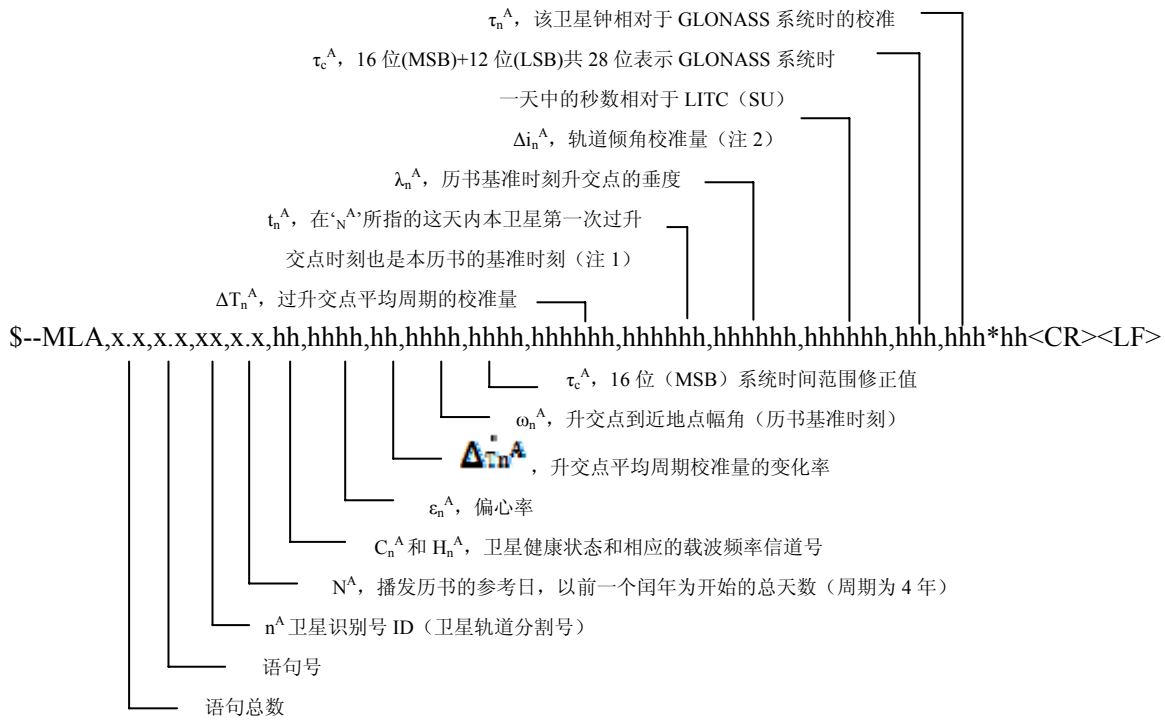 τₙᴬ，该卫星钟相对于 GLONASS 系统时的校准
τ꜀ᴬ，16 位(MSB)+12 位(LSB)共 28 位表示 GLONASS 系统时
一天中的秒数相对于 LITC（SU）
Δiₙᴬ，轨道倾角校准量（注 2）
λₙᴬ，历书基准时刻升交点的垂度
tₙᴬ，在‘ₙᴬ’所指的这天内本卫星第一次过升
交点时刻也是本历书的基准时刻（注 1）
ΔTₙᴬ，过升交点平均周期的校准量
$--MLA,x.x,x.x,xx,x.x,hh,hhhh,hh,hhhh,hhhh,hhhhhh,hhhhhh,hhhhhh,hhhhhh,hhh,hhh*hh<CR><LF>
τ꜀ᴬ，16 位（MSB）系统时间范围修正值
ωₙᴬ，升交点到近地点幅角（历书基准时刻）
ΔṪnᴬ，升交点平均周期校准量的变化率
εₙᴬ，偏心率
Cₙᴬ 和 Hₙᴬ，卫星健康状态和相应的载波频率信道号
Nᴬ，播发历书的参考日，以前一个闰年为开始的总天数（周期为 4 年）
nᴬ 卫星识别号 ID（卫星轨道分割号）
语句号
语句总数